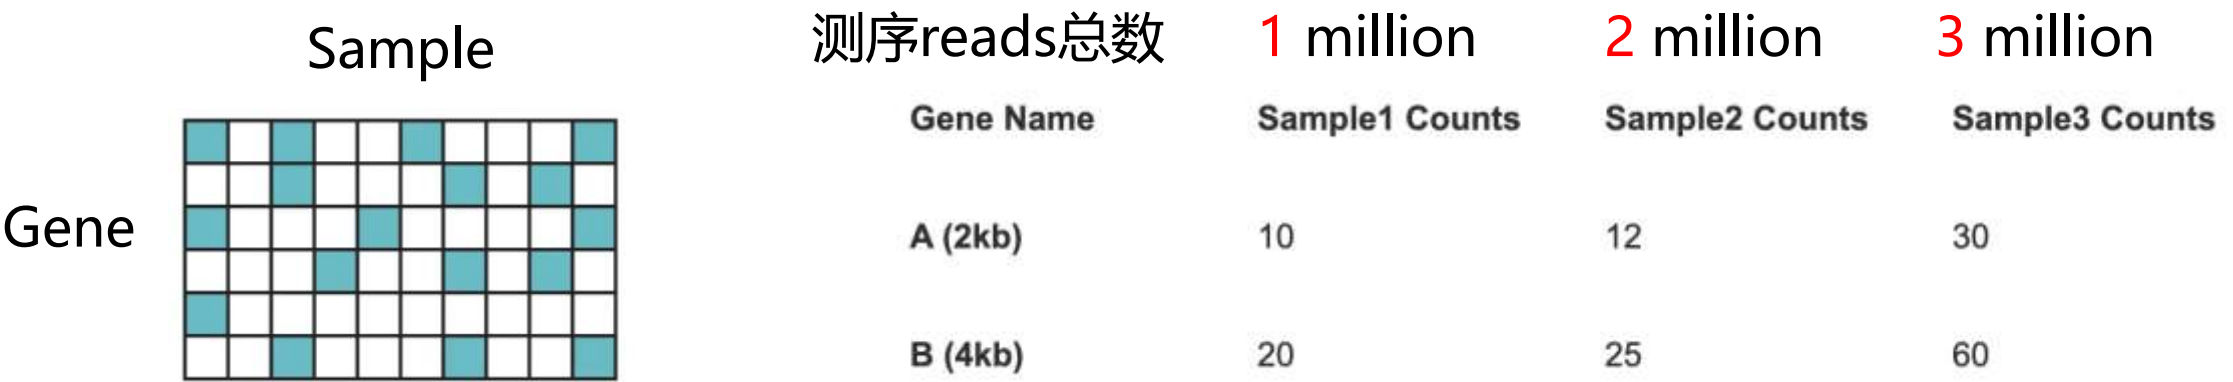 Sample
Gene
测序reads总数 1 million 2 million 3 million
Gene Name Sample1 Counts Sample2 Counts Sample3 Counts
A (2kb) 10 12 30
B (4kb) 20 25 60